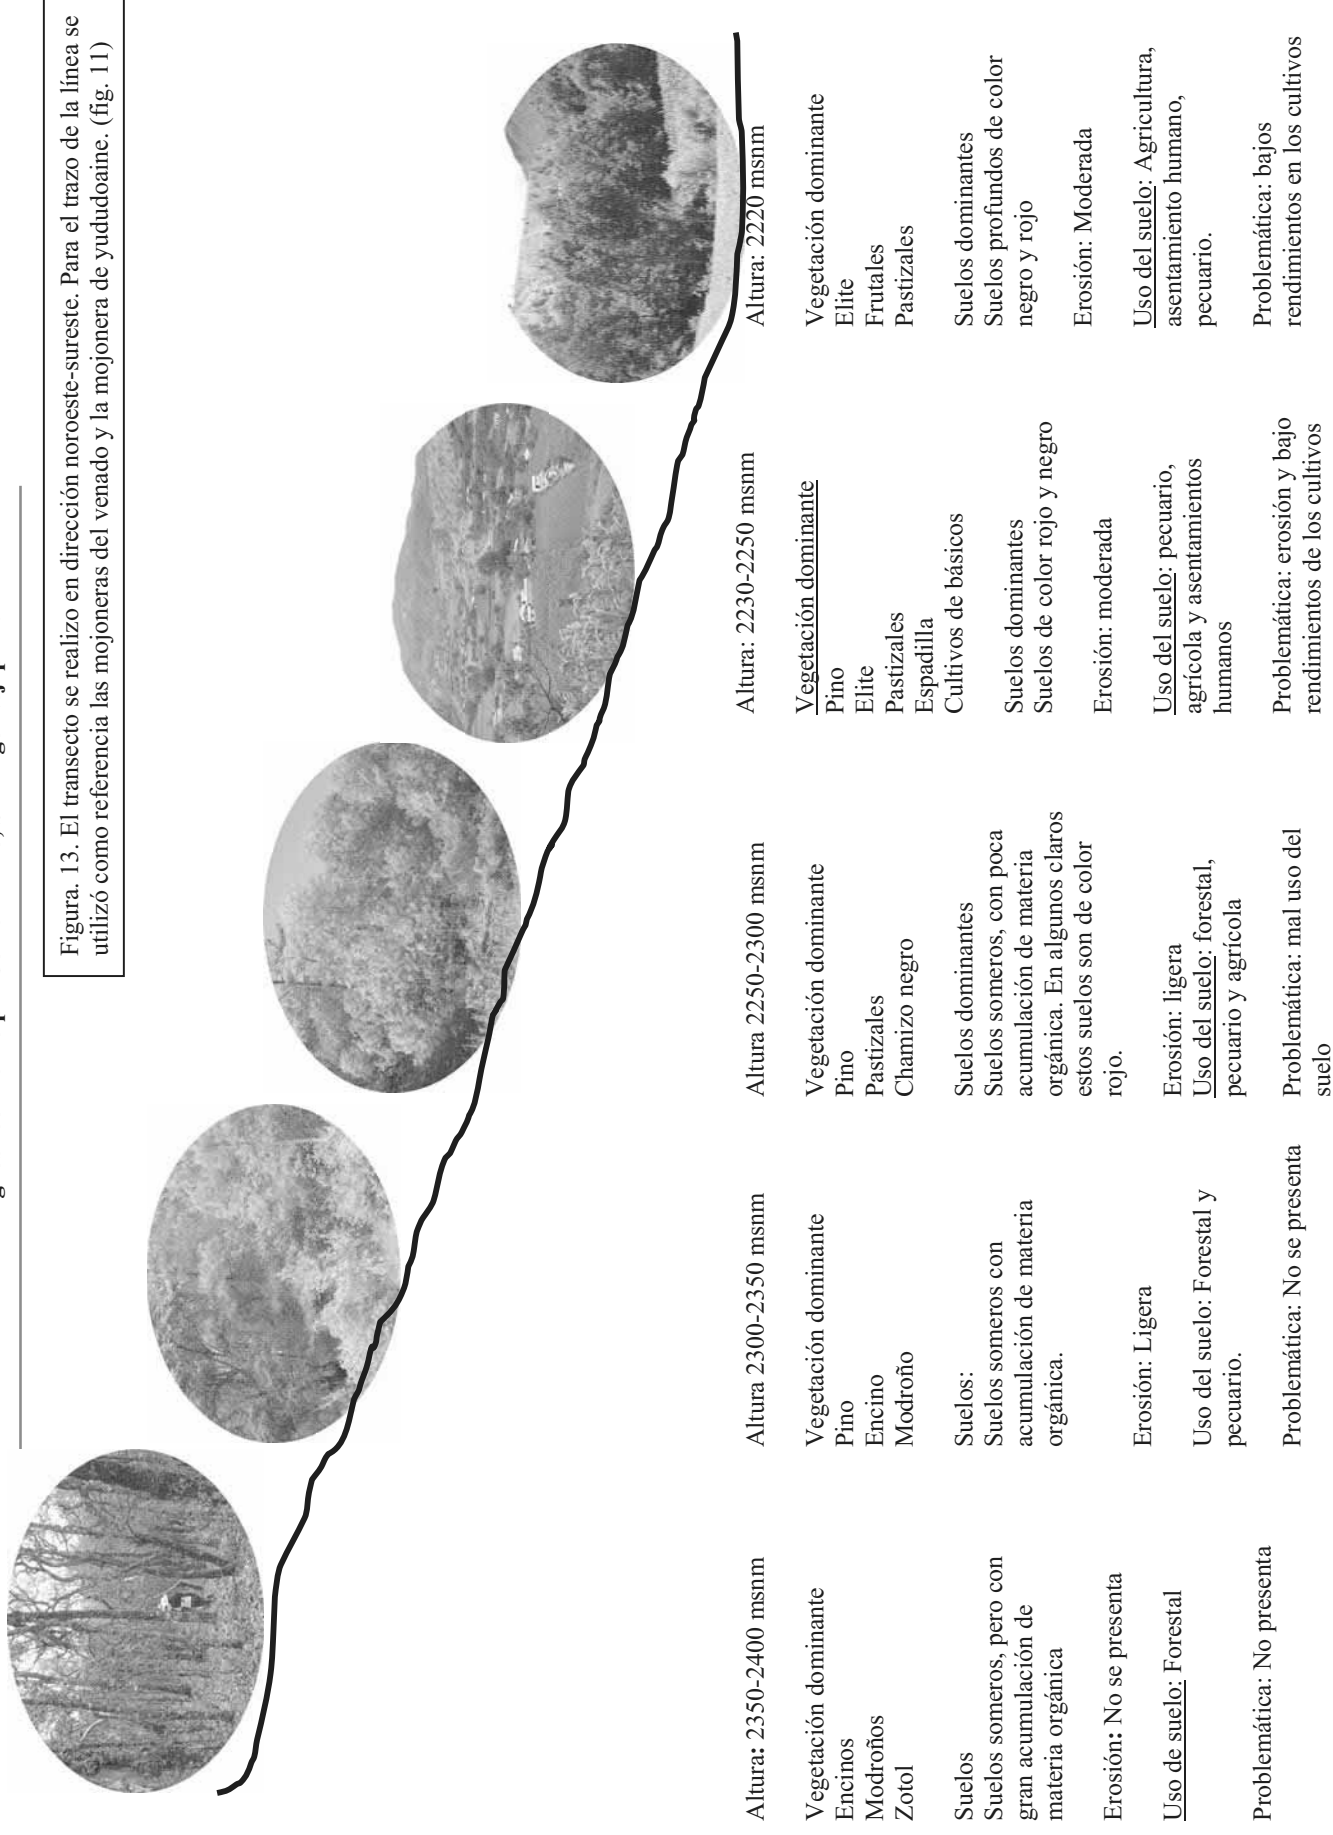 Figura. 13. El transecto se realizo en dirección noroeste-sureste. Para el trazo de la línea se
utilizó como referencia las mojoneras del venado y la mojonera de yududoaine. (fig. 11)
Altura: 2350-2400 msnm
Vegetación dominante
Encinos
Modroños
Zotol
Suelos
Suelos someros, pero con
gran acumulación de
materia orgánica
Erosión: No se presenta
Uso de suelo: Forestal
Problemática: No presenta
Altura 2300-2350 msnm
Vegetación dominante
Pino
Encino
Modroño
Suelos:
Suelos someros con
acumulación de materia
orgánica.
Erosión: Ligera
Uso del suelo: Forestal y
pecuario.
Problemática: No se presenta
Altura 2250-2300 msnm
Vegetación dominante
Pino
Pastizales
Chamizo negro
Suelos dominantes
Suelos someros, con poca
acumulación de materia
orgánica. En algunos claros
estos suelos son de color
rojo.
Erosión: ligera
Uso del suelo: forestal,
pecuario y agrícola
Problemática: mal uso del
suelo
Altura: 2230-2250 msnm
Vegetación dominante
Pino
Elite
Pastizales
Espadilla
Cultivos de básicos
Suelos dominantes
Suelos de color rojo y negro
Erosión: moderada
Uso del suelo: pecuario,
agrícola y asentamientos
humanos
Problemática: erosión y bajo
rendimientos de los cultivos
Altura: 2220 msnm
Vegetación dominante
Elite
Frutales
Pastizales
Suelos dominantes
Suelos profundos de color
negro y rojo
Erosión: Moderada
Uso del suelo: Agricultura,
asentamiento humano,
pecuario.
Problemática: bajos
rendimientos en los cultivos